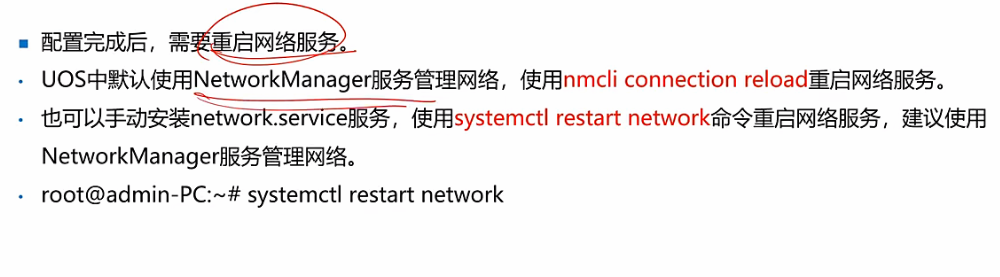 配置完成后，需要重启网络服务。
UOS中默认使用NetworkManager服务管理网络，使用nmcli connection reload重启网络服务。
也可以手动安装network.service服务，使用systemctl restart network命令重启网络服务，建议使用
NetworkManager服务管理网络。
root@admin-PC:~# systemctl restart network